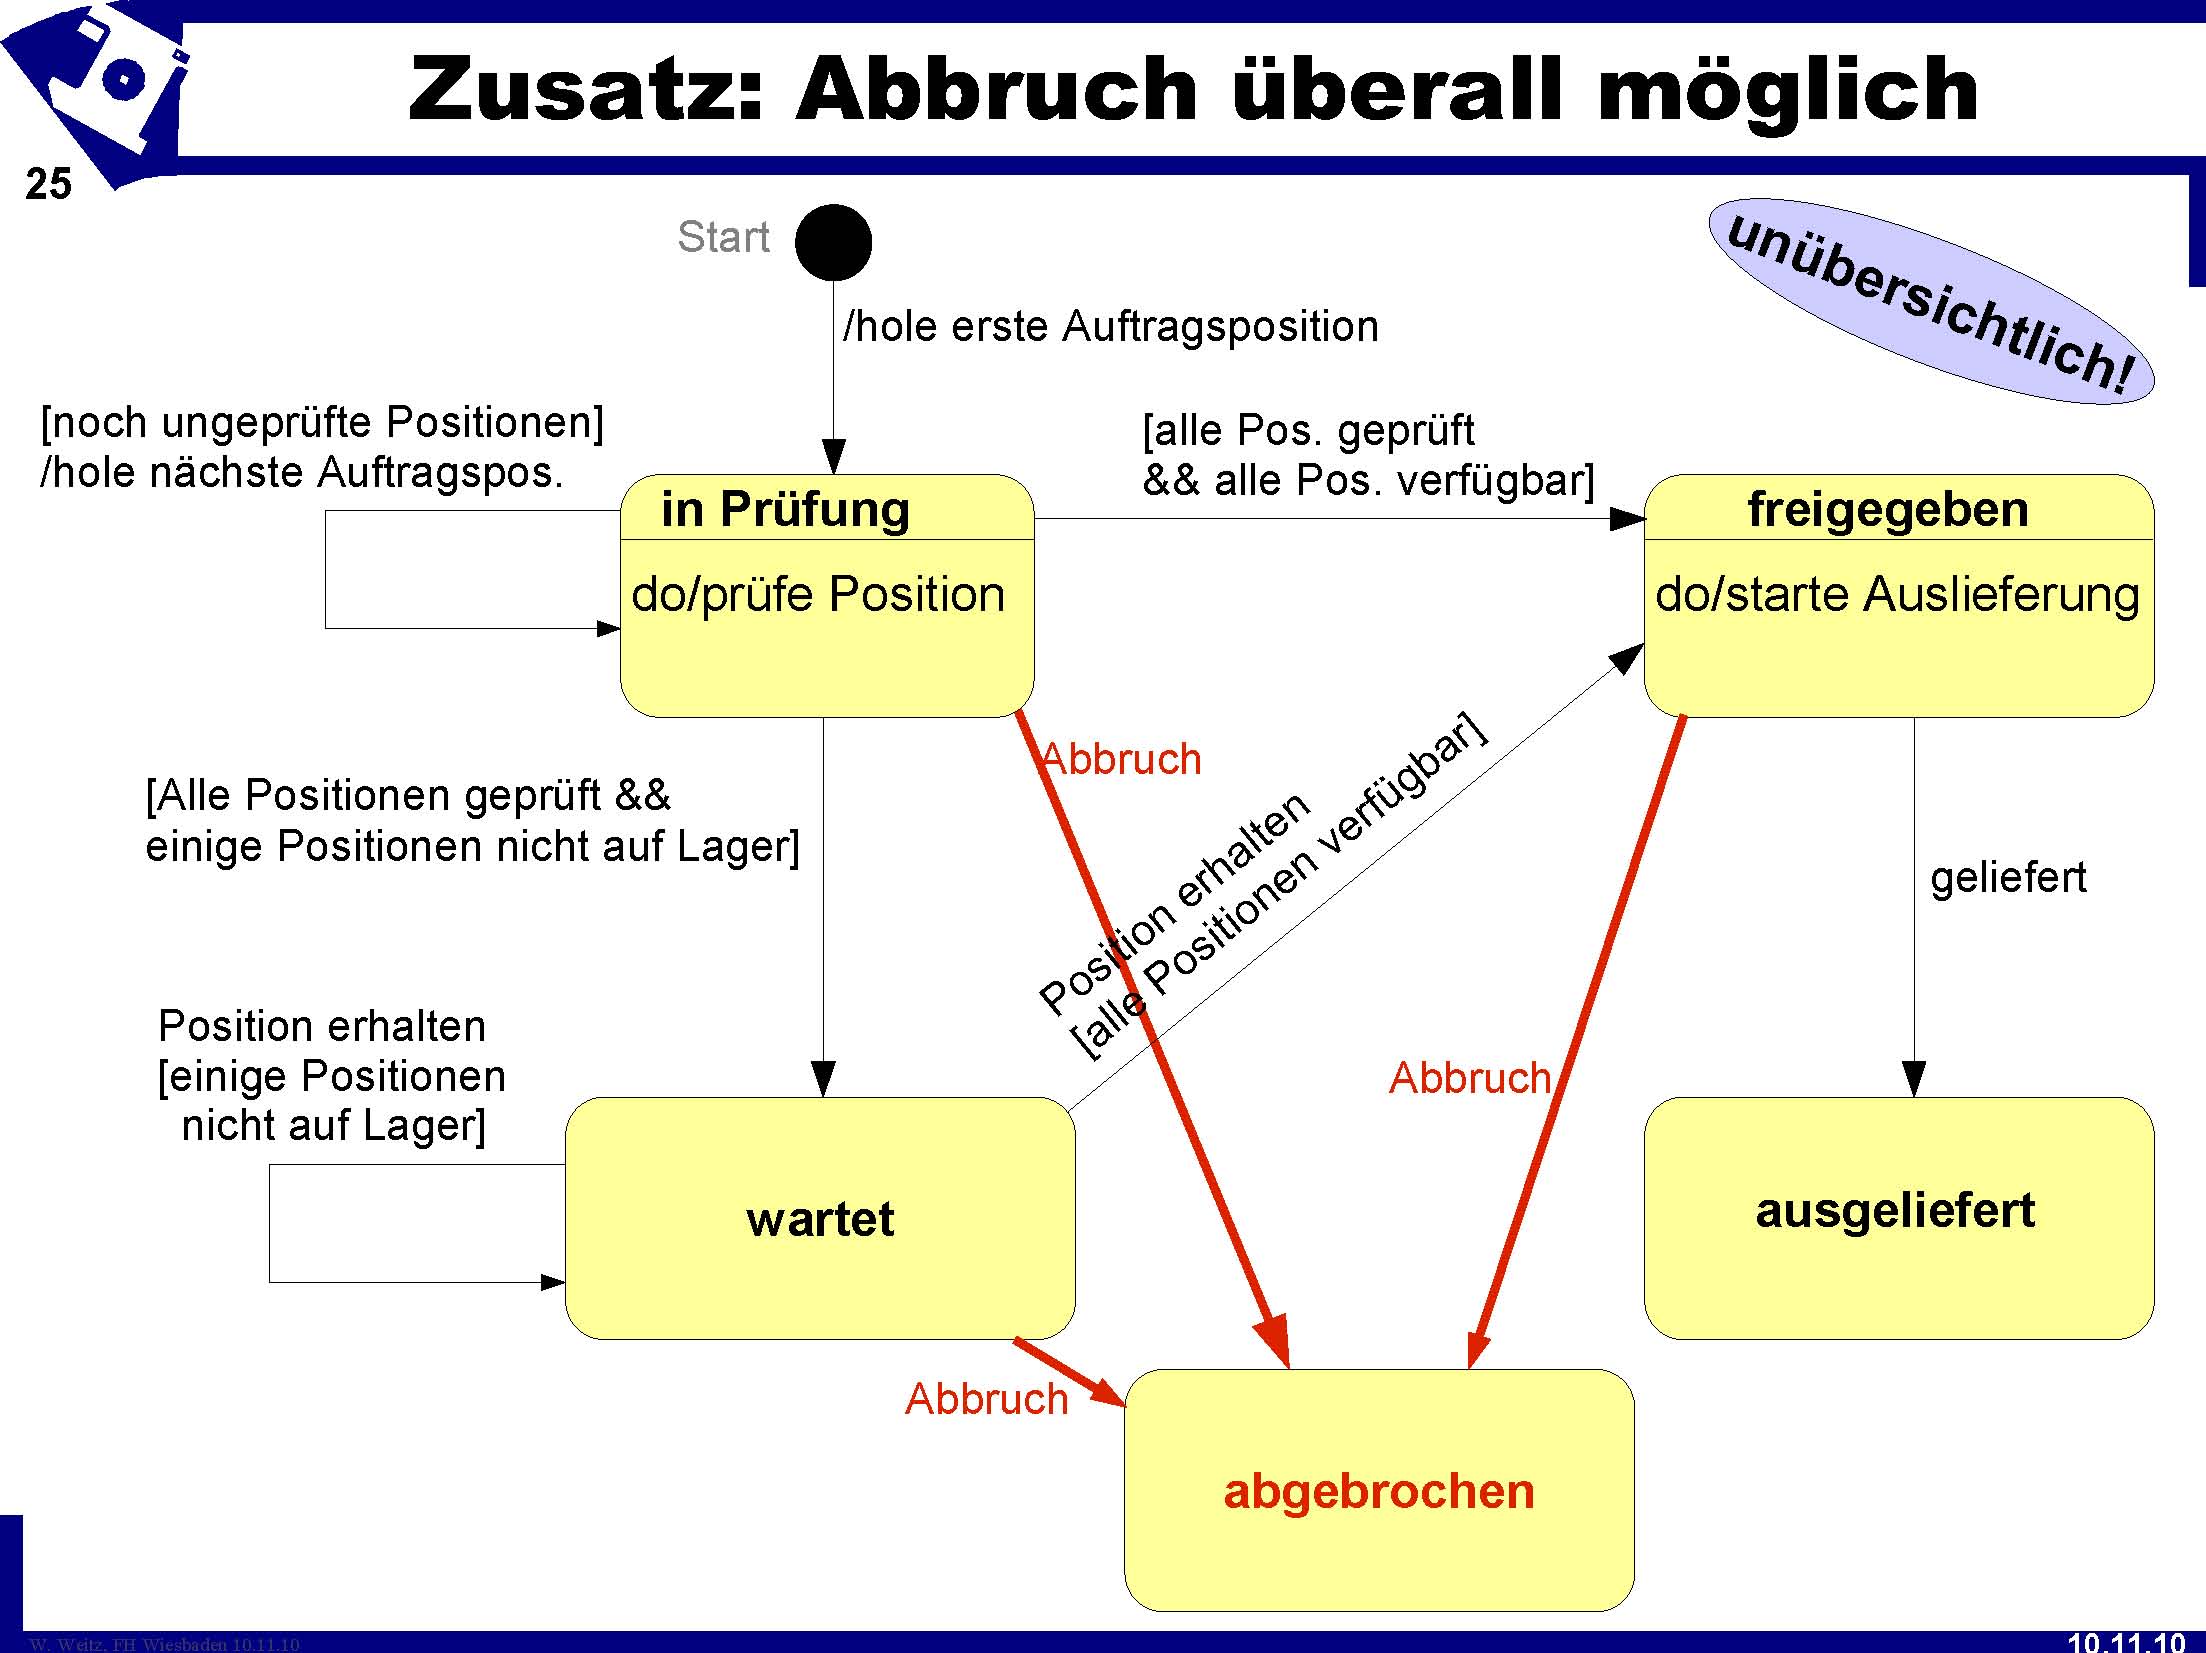 Zusatz: Abbruch überall möglich
25
Start
unübersichtlich!
/hole erste Auftragsposition
[noch ungeprüfte Positionen]
/hole nächste Auftragspos.
[alle Pos. geprüft
&& alle Pos. verfügbar]
in Prüfung
do/prüfe Position
freigegeben
do/starte Auslieferung
Abbruch
[Alle Positionen geprüft &&
einige Positionen nicht auf Lager]
Position erhalten
[alle Positionen verfügbar]
geliefert
Position erhalten
[einige Positionen
nicht auf Lager]
Abbruch
wartet
ausgeliefert
Abbruch
abgebrochen
W. Weitz, FH Wiesbaden 10.11.10
10.11.10